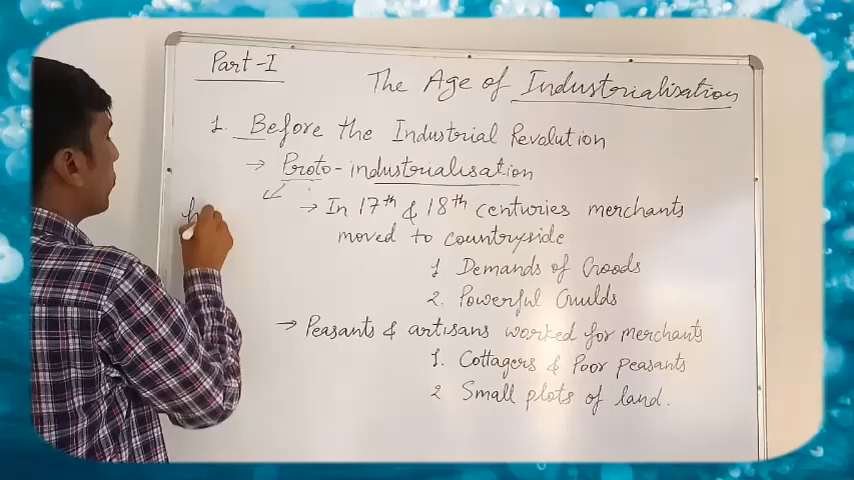 Part-I
The Age of Industrialisation
1. Before the Industrial Revolution
→ Proto-industrialisation
→ In 17th & 18th centuries merchants
moved to countryside
1 Demands of Goods
2. Powerful Guulds
→ Peasants & artisans worked for merchants
1. Cottagers & Poor peasants
2 Small plots of land.